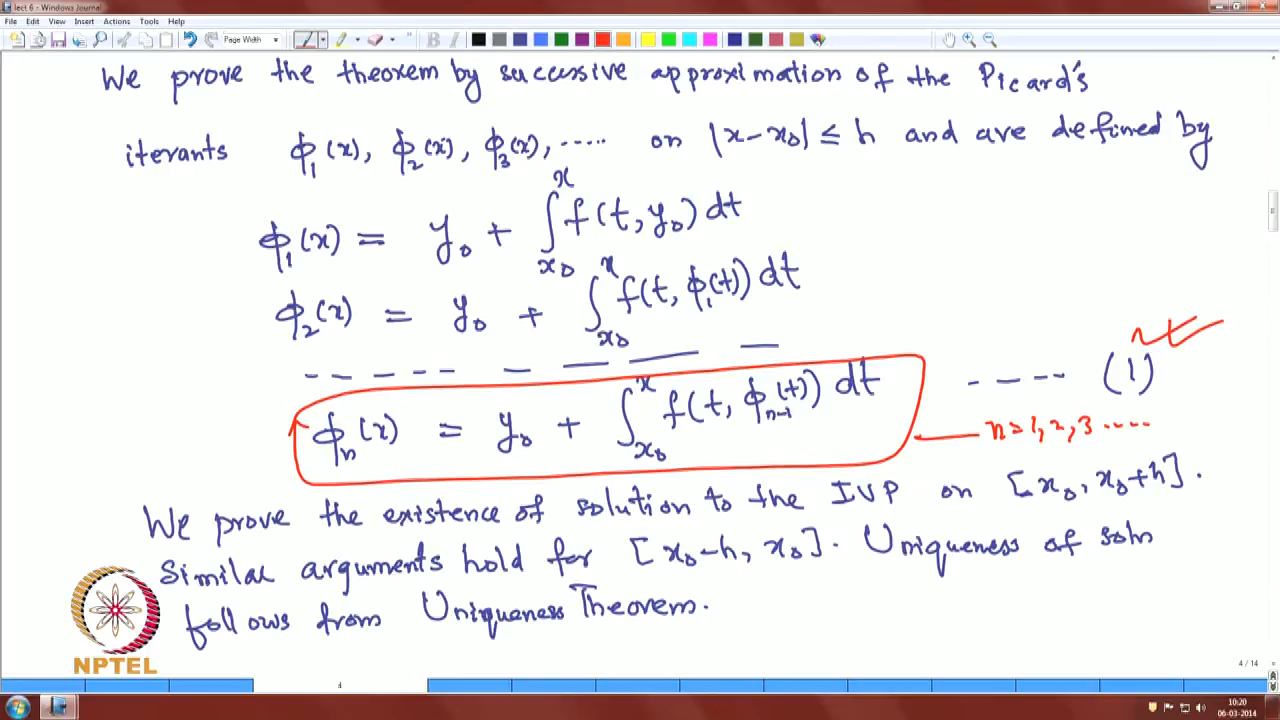 lect 6 - Windows Journal
File Edit View Insert Actions Tools Help
Page Width
B I
We prove the theorem by successive approximation of the Picard's
iterants ϕ₁(x), ϕ₂(x), ϕ₃(x), ..... on |x-x₀| ≤ h and are defined by
ϕ₁(x) = y₀ + ∫_{x₀}^{x} f(t, y₀) dt
ϕ₂(x) = y₀ + ∫_{x₀}^{x} f(t, ϕ₁(t)) dt
---- (1)
ϕₙ(x) = y₀ + ∫_{x₀}^{x} f(t, ϕₙ₋₁(t)) dt
n=1,2,3.....
We prove the existence of solution to the IVP on [x₀, x₀+h].
Similar arguments hold for [x₀-h, x₀]. Uniqueness of soln
follows from Uniqueness Theorem.
NPTEL
4 / 14
4
10:20
06-03-2014